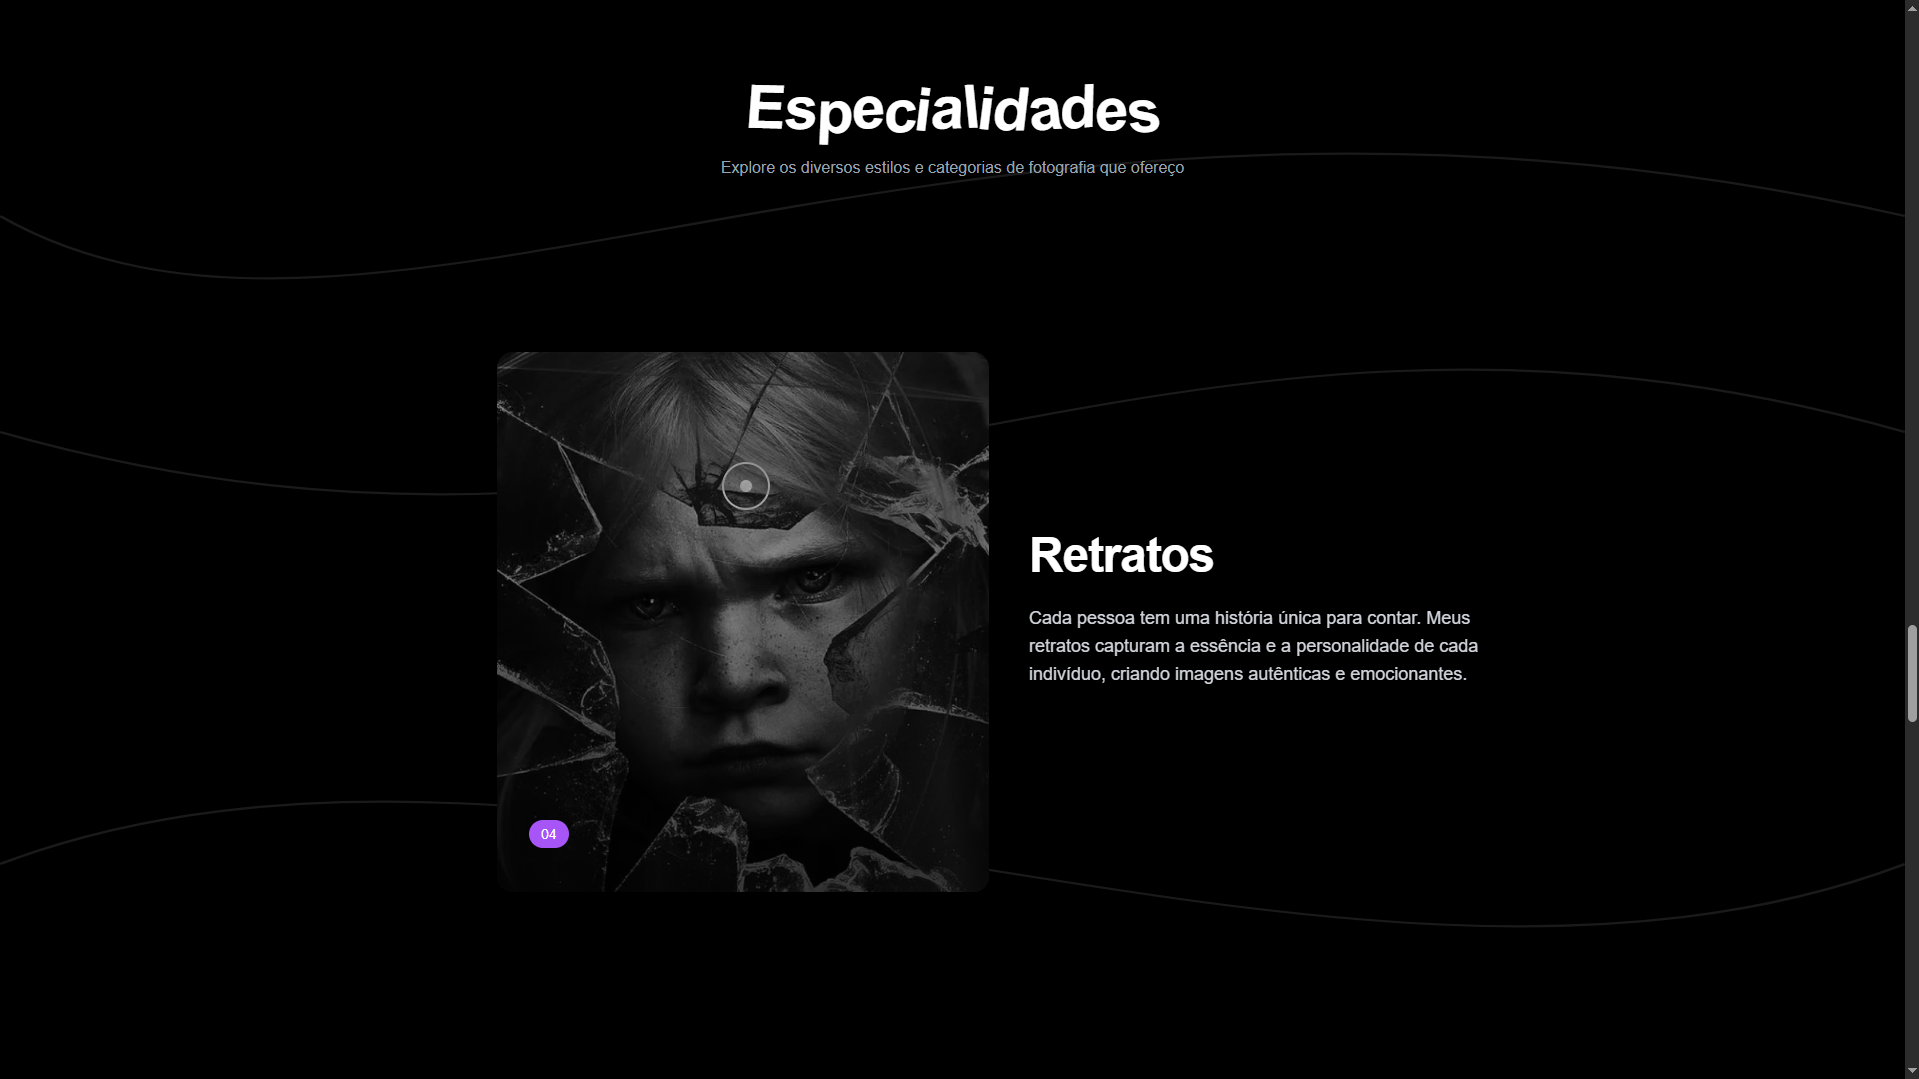 Especialidades
Explore os diversos estilos e categorias de fotografia que ofereço
Retratos
Cada pessoa tem uma história única para contar. Meus
retratos capturam a essência e a personalidade de cada
indivíduo, criando imagens autênticas e emocionantes.
04